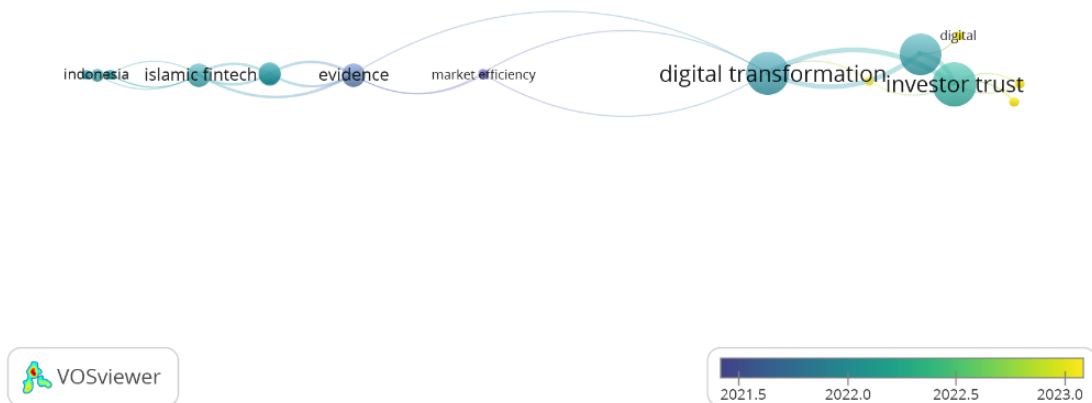 digital
indonesia
islamic fintech
evidence
market efficiency
digital transformation
investor trust
VOSviewer
2021.5
2022.0
2022.5
2023.0